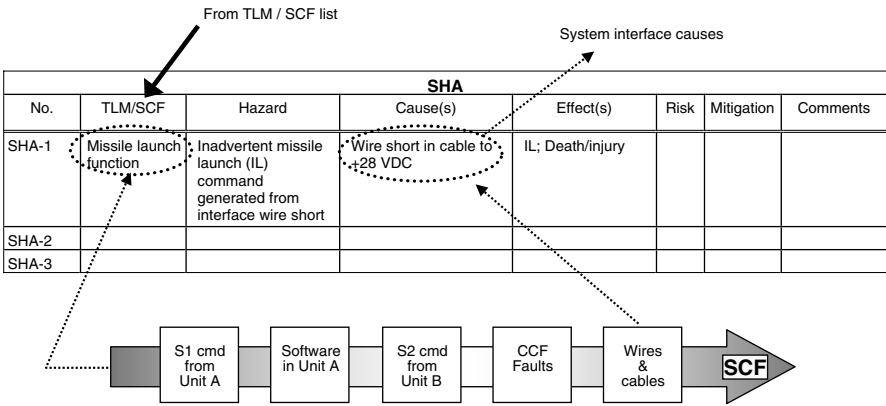 From TLM / SCF list
System interface causes
SHA
No. TLM/SCF Hazard Cause(s) Effect(s) Risk Mitigation Comments
SHA-1 Missile launch Inadvertent missile Wire short in cable to IL; Death/injury
function launch (IL) +28 VDC
command
generated from
interface wire short
SHA-2
SHA-3
S1 cmd Software S2 cmd CCF Wires
from in Unit A from Faults &
Unit A Unit B cables
SCF